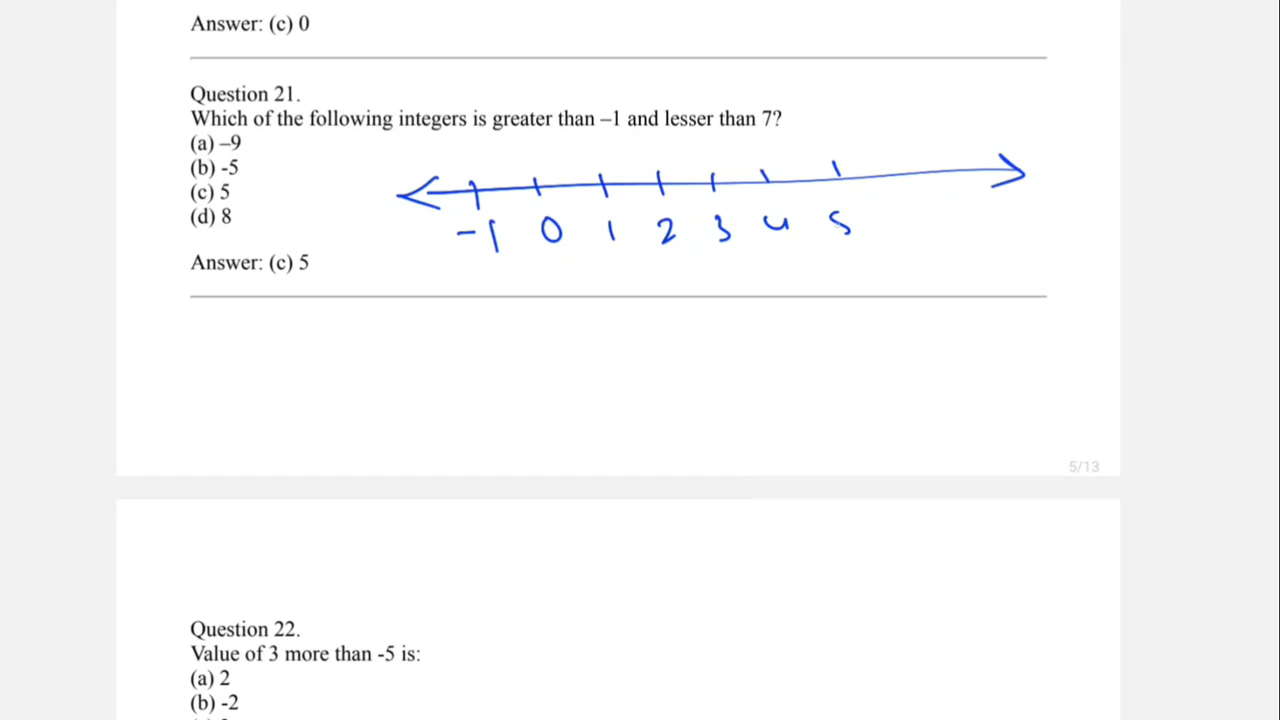 Answer: (c) 0
Question 21.
Which of the following integers is greater than –1 and lesser than 7?
(a) –9
(b) -5
(c) 5
(d) 8
-1 0 1 2 3 4 5
Answer: (c) 5
5/13
Question 22.
Value of 3 more than -5 is:
(a) 2
(b) -2